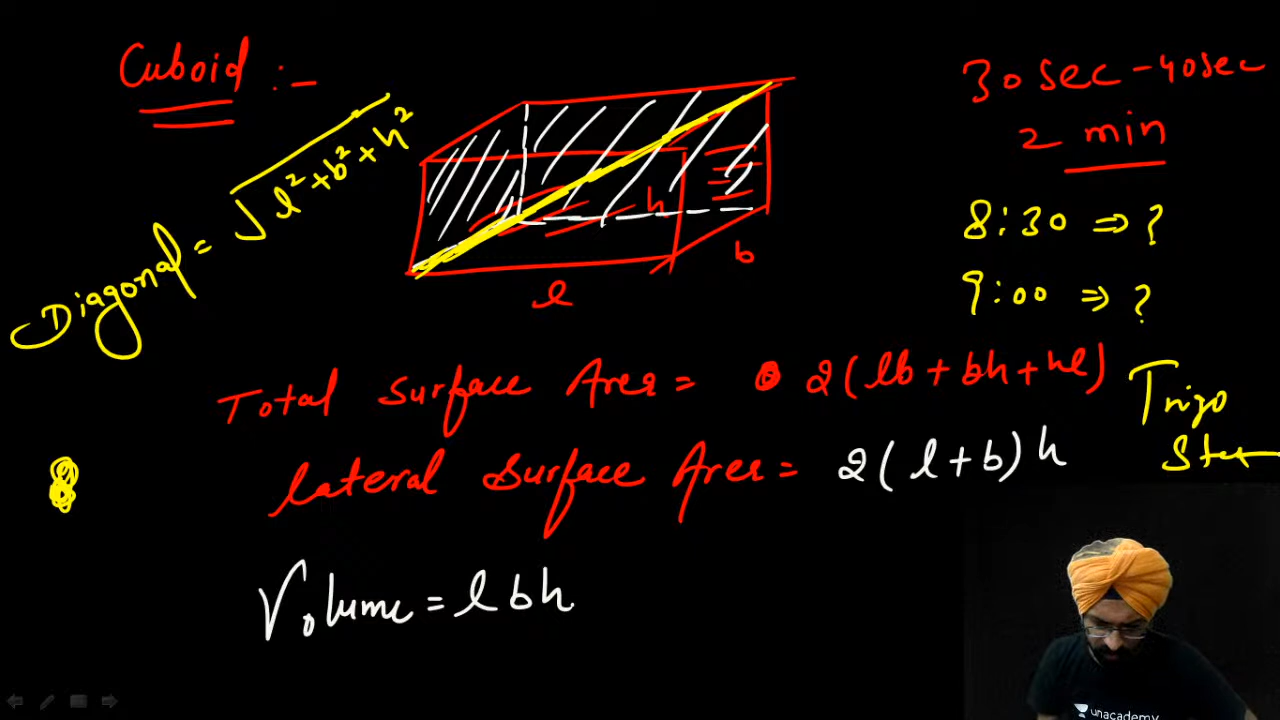 Cuboid :-
30 sec - 40 sec
2 min
Diagonal = √l²+b²+h²
h
b
l
8:30 ⇒ ?
9:00 ⇒ ?
Total Surface Area = 2(lb + bh + hl)
Trigo
lateral Surface Area = 2(l+b)h
Volume = lbh
unacademy